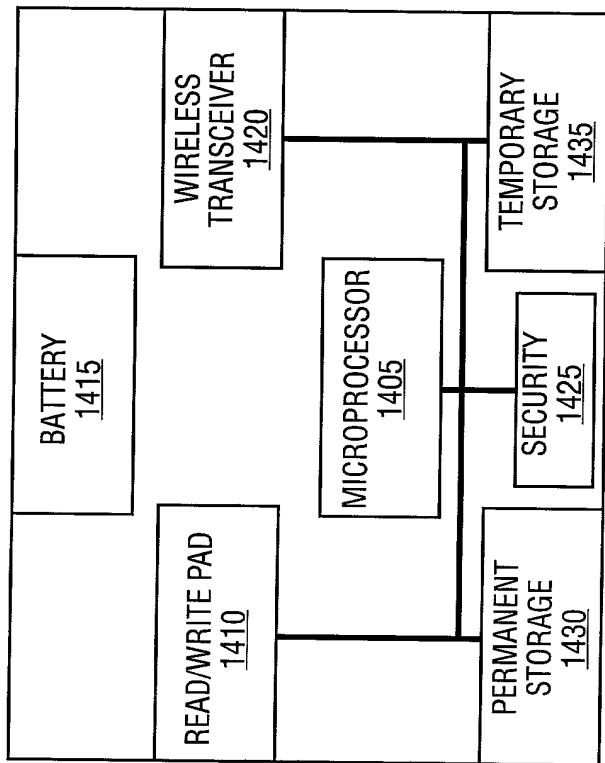 BATTERY
1415
READ/WRITE PAD
1410
WIRELESS
TRANSCEIVER
1420
MICROPROCESSOR
1405
PERMANENT
STORAGE
1430
SECURITY
1425
TEMPORARY
STORAGE
1435